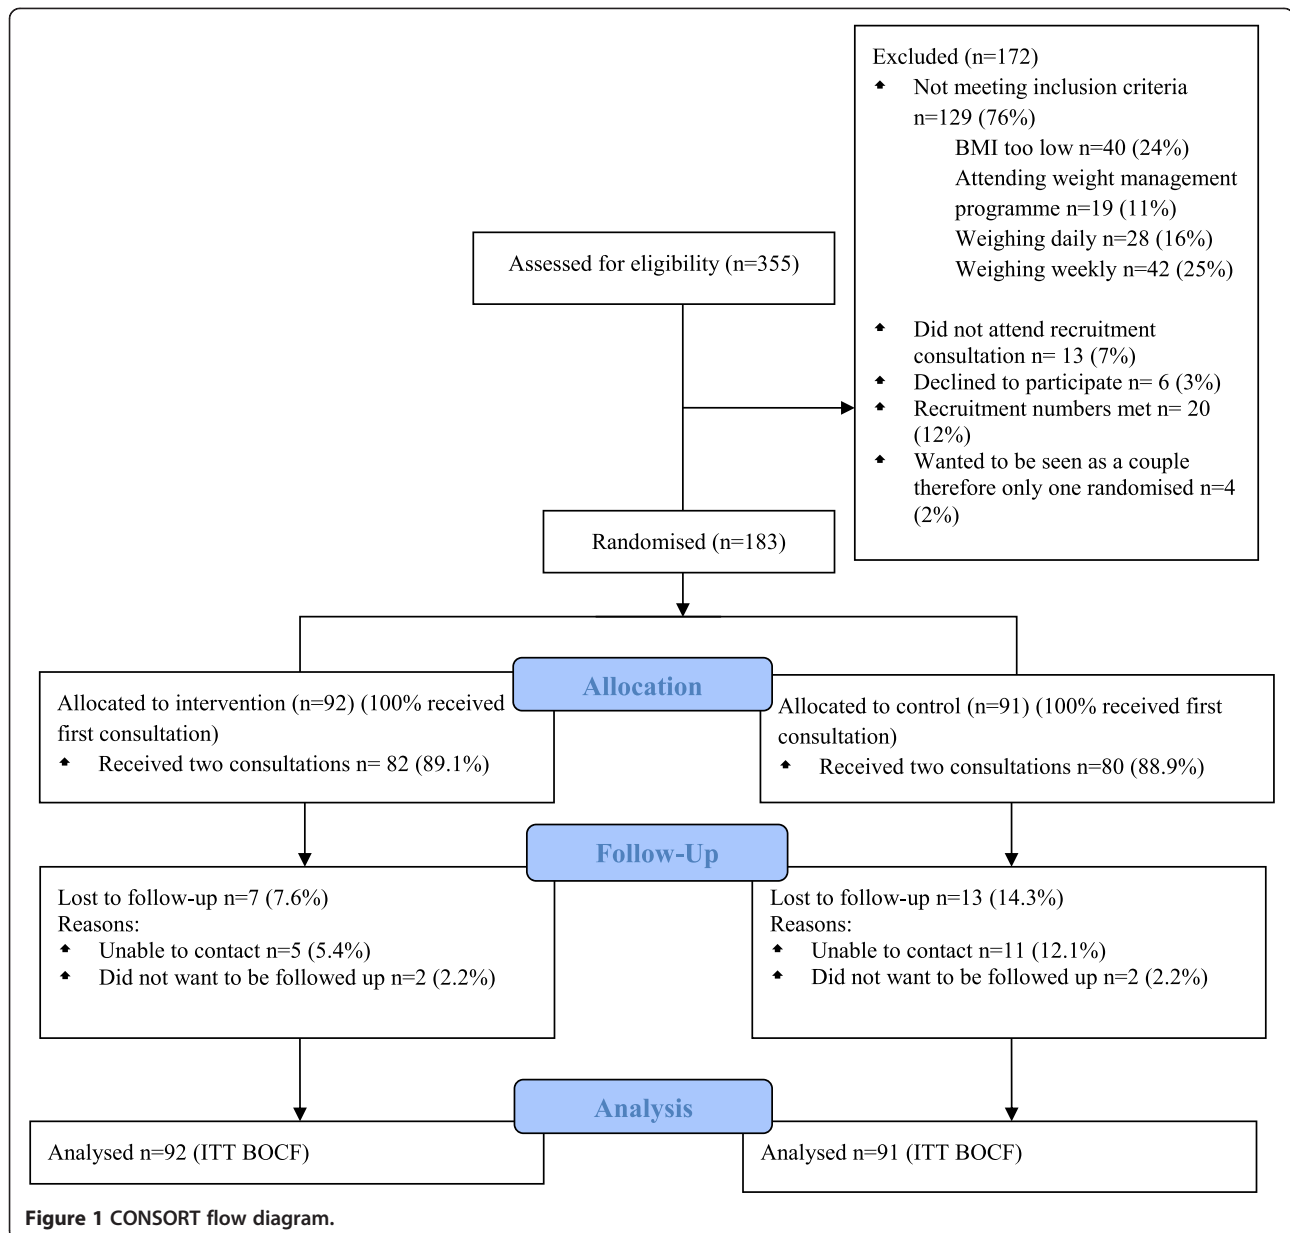 Excluded (n=172)
Not meeting inclusion criteria
n=129 (76%)
BMI too low n=40 (24%)
Attending weight management
programme n=19 (11%)
Weighing daily n=28 (16%)
Weighing weekly n=42 (25%)
Did not attend recruitment
consultation n= 13 (7%)
Declined to participate n= 6 (3%)
Recruitment numbers met n= 20
(12%)
Wanted to be seen as a couple
therefore only one randomised n=4
(2%)
Assessed for eligibility (n=355)
Randomised (n=183)
Allocation
Allocated to intervention (n=92) (100% received
first consultation)
Received two consultations n= 82 (89.1%)
Allocated to control (n=91) (100% received first
consultation)
Received two consultations n=80 (88.9%)
Follow-Up
Lost to follow-up n=7 (7.6%)
Reasons:
Unable to contact n=5 (5.4%)
Did not want to be followed up n=2 (2.2%)
Lost to follow-up n=13 (14.3%)
Reasons:
Unable to contact n=11 (12.1%)
Did not want to be followed up n=2 (2.2%)
Analysis
Analysed n=92 (ITT BOCF)
Analysed n=91 (ITT BOCF)
Figure 1 CONSORT flow diagram.